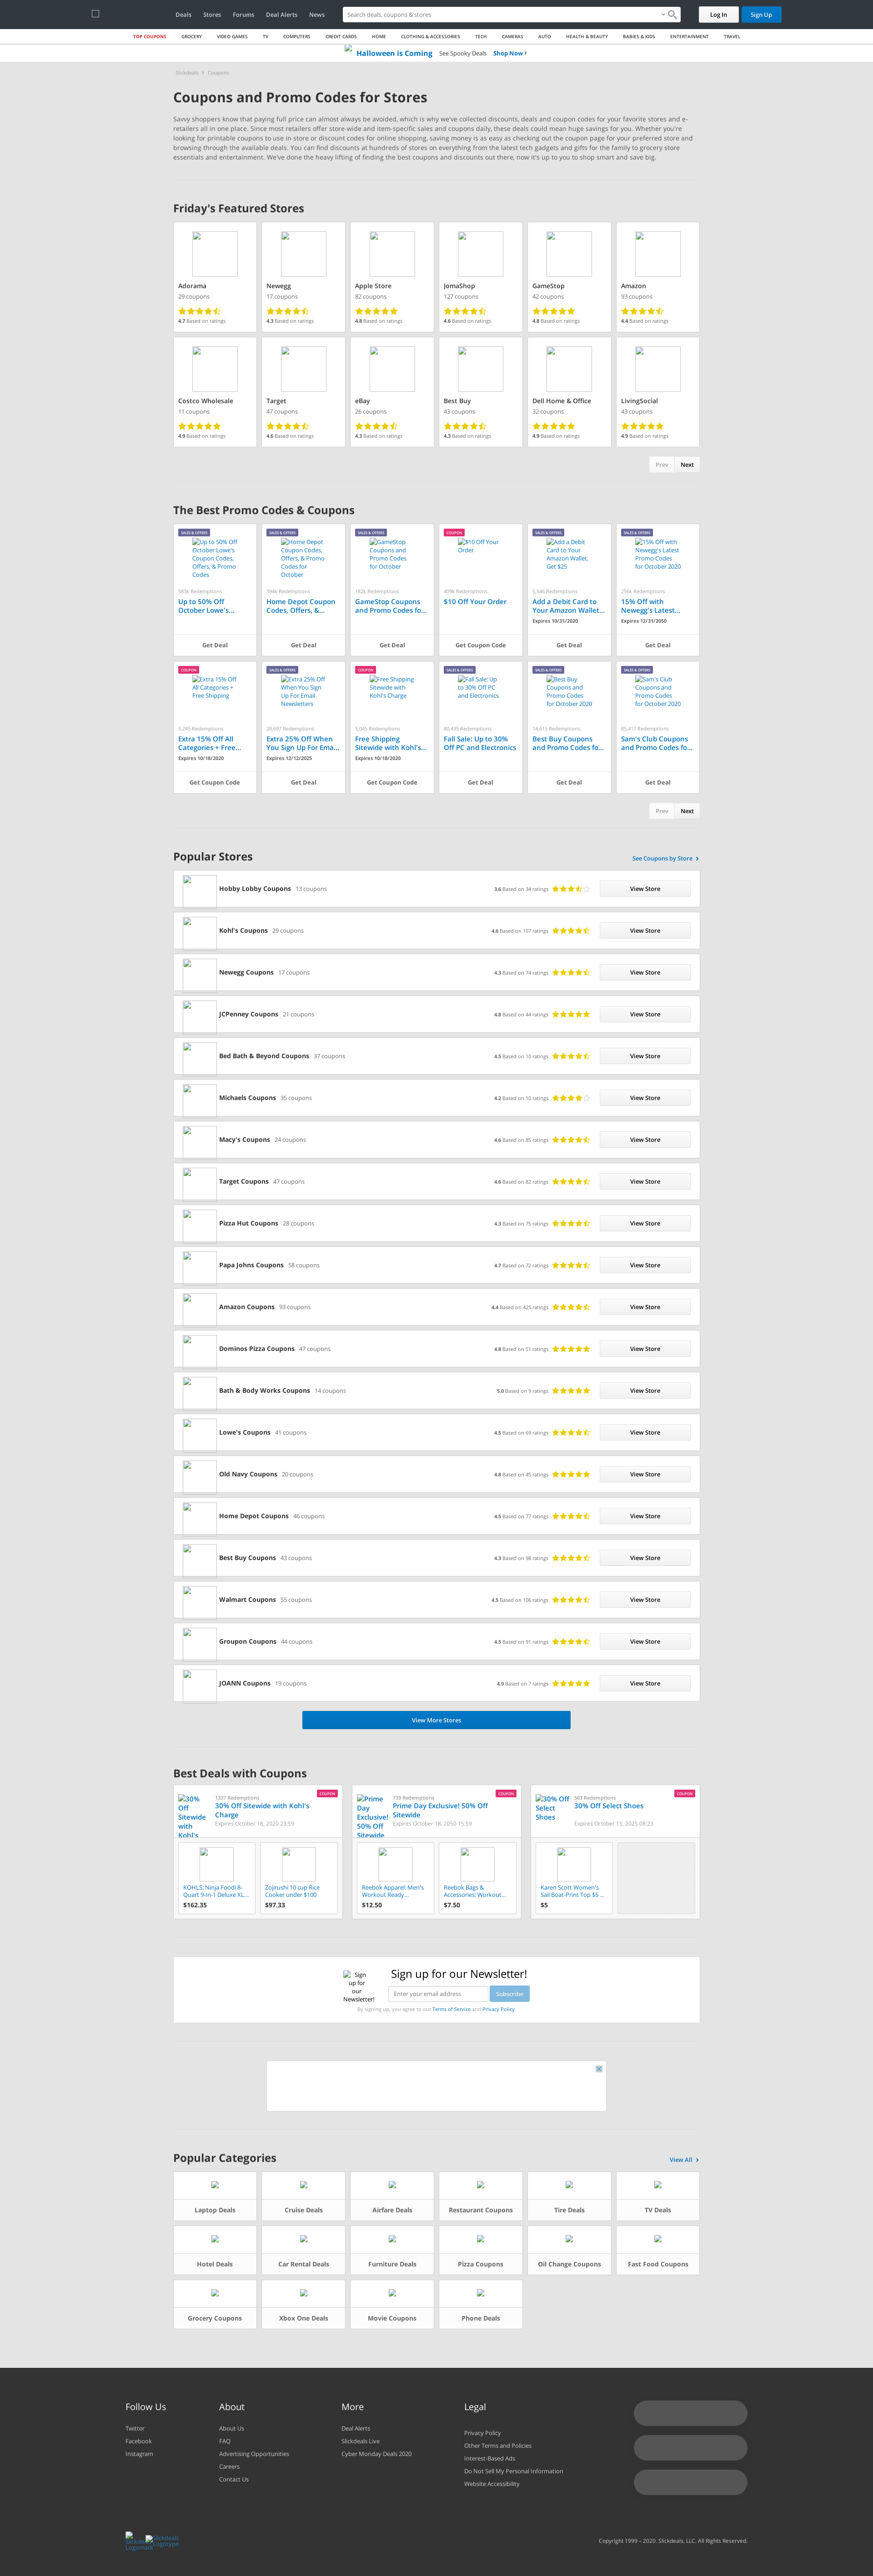 Deals
Stores
Forums
Deal Alerts
News
Search deals, coupons & stores
Log In
Sign Up
TOP COUPONS
GROCERY
VIDEO GAMES
TV
COMPUTERS
CREDIT CARDS
HOME
CLOTHING & ACCESSORIES
TECH
CAMERAS
AUTO
HEALTH & BEAUTY
BABIES & KIDS
ENTERTAINMENT
TRAVEL
Halloween is Coming
See Spooky Deals
Shop Now ›
Slickdeals › Coupons
Coupons and Promo Codes for Stores
Savvy shoppers know that paying full price can almost always be avoided, which is why we've collected discounts, deals and coupon codes for your favorite stores and e-
retailers all in one place. Since most retailers offer store-wide and item-specific sales and coupons daily, these deals could mean huge savings for you. Whether you're
looking for printable coupons to use in store or discount codes for online shopping, saving money is as easy as checking out the coupon page for your preferred store and
saving big. You can find discounts at hundreds of stores on everything from the latest tech gadgets and gifts for the family to grocery store
essentials and entertainment. We've done the heavy lifting of finding the best coupons and discounts out there, now it's up to you to shop smart and save big.
Friday's Featured Stores
Adorama
29 coupons
4.7 Based on ratings
Newegg
17 coupons
4.3 Based on ratings
Apple Store
82 coupons
4.8 Based on ratings
JomaShop
127 coupons
4.6 Based on ratings
GameStop
42 coupons
4.8 Based on ratings
Amazon
93 coupons
4.4 Based on ratings
Costco Wholesale
11 coupons
4.9 Based on ratings
Target
47 coupons
4.6 Based on ratings
eBay
26 coupons
4.3 Based on ratings
Best Buy
43 coupons
4.3 Based on ratings
Dell Home & Office
32 coupons
4.9 Based on ratings
LivingSocial
43 coupons
4.9 Based on ratings
Prev
Next
The Best Promo Codes & Coupons
SALES & OFFERS
Up to 50% Off
October Lowe's
Coupon Codes,
Offers, & Promo
Codes
583k Redemptions
Up to 50% Off
October Lowe's...
Get Deal
SALES & OFFERS
Home Depot
Coupon Codes,
Offers, & Promo
Codes for
October
394k Redemptions
Home Depot Coupon
Codes, Offers, &...
Get Deal
SALES & OFFERS
GameStop
Coupons and
Promo Codes
for October
182k Redemptions
GameStop Coupons
and Promo Codes fo...
Get Deal
COUPON
$10 Off Your
Order
409k Redemptions
$10 Off Your Order
Get Coupon Code
SALES & OFFERS
Add a Debit
Card to Your
Amazon Wallet,
Get $25
5,546 Redemptions
Add a Debit Card to
Your Amazon Wallet...
Expires 10/31/2020
Get Deal
SALES & OFFERS
15% Off with
Newegg's Latest
Promo Codes
for October 2020
256k Redemptions
15% Off with
Newegg's Latest...
Expires 12/31/2050
Get Deal
COUPON
Extra 15% Off
All Categories +
Free Shipping
5,245 Redemptions
Extra 15% Off All
Categories + Free...
Expires 10/18/2020
Get Coupon Code
SALES & OFFERS
Extra 25% Off
When You Sign
Up For Email
Newsletters
28,697 Redemptions
Extra 25% Off When
You Sign Up For Ema...
Expires 12/12/2025
Get Deal
COUPON
Free Shipping
Sitewide with
Kohl's Charge
5,045 Redemptions
Free Shipping
Sitewide with Kohl's...
Expires 10/18/2020
Get Coupon Code
SALES & OFFERS
Fall Sale: Up
to 30% Off PC
and Electronics
80,435 Redemptions
Fall Sale: Up to 30%
Off PC and Electronics
Get Deal
SALES & OFFERS
Best Buy
Coupons and
Promo Codes
for October 2020
14,615 Redemptions
Best Buy Coupons
and Promo Codes fo...
Get Deal
SALES & OFFERS
Sam's Club
Coupons and
Promo Codes
for October 2020
85,417 Redemptions
Sam's Club Coupons
and Promo Codes fo...
Get Deal
Prev
Next
Popular Stores
See Coupons by Store ›
Hobby Lobby Coupons 13 coupons 3.6 Based on 34 ratings View Store
Kohl's Coupons 29 coupons 4.6 Based on 107 ratings View Store
Newegg Coupons 17 coupons 4.3 Based on 74 ratings View Store
JCPenney Coupons 21 coupons 4.8 Based on 44 ratings View Store
Bed Bath & Beyond Coupons 37 coupons 4.5 Based on 10 ratings View Store
Michaels Coupons 35 coupons 4.2 Based on 10 ratings View Store
Macy's Coupons 24 coupons 4.6 Based on 85 ratings View Store
Target Coupons 47 coupons 4.6 Based on 82 ratings View Store
Pizza Hut Coupons 28 coupons 4.3 Based on 75 ratings View Store
Papa Johns Coupons 58 coupons 4.7 Based on 72 ratings View Store
Amazon Coupons 93 coupons 4.4 Based on 425 ratings View Store
Dominos Pizza Coupons 47 coupons 4.8 Based on 51 ratings View Store
Bath & Body Works Coupons 14 coupons 5.0 Based on 9 ratings View Store
Lowe's Coupons 41 coupons 4.5 Based on 69 ratings View Store
Old Navy Coupons 20 coupons 4.8 Based on 45 ratings View Store
Home Depot Coupons 46 coupons 4.5 Based on 77 ratings View Store
Best Buy Coupons 43 coupons 4.3 Based on 98 ratings View Store
Walmart Coupons 55 coupons 4.5 Based on 106 ratings View Store
Groupon Coupons 44 coupons 4.5 Based on 91 ratings View Store
JOANN Coupons 19 coupons 4.9 Based on 7 ratings View Store
View More Stores
Best Deals with Coupons
COUPON
30%
Off
Sitewide
with
Kohl's
1337 Redemptions
30% Off Sitewide with Kohl's
Charge
Expires October 18, 2020 23:59
KOHLS: Ninja Foodi 8-
Quart 9-In-1 Deluxe XL...
$162.35
Zojirushi 10 cup Rice
Cooker under $100
$97.33
COUPON
Prime
Day
Exclusive!
50% Off
Sitewide
739 Redemptions
Prime Day Exclusive! 50% Off
Sitewide
Expires October 18, 2050 15:59
Reebok Apparel: Men's
Workout Ready...
$12.50
Reebok Bags &
Accessories: Workout...
$7.50
COUPON
30% Off
Select
Shoes
563 Redemptions
30% Off Select Shoes
Expires October 15, 2025 08:23
Karen Scott Women's
Sail Boat-Print Top $5 ...
$5
Sign
up for
our
Newsletter!
Sign up for our Newsletter!
Enter your email address
Subscribe
By signing up, you agree to our Terms of Service and Privacy Policy.
Popular Categories
View All ›
Laptop Deals
Cruise Deals
Airfare Deals
Restaurant Coupons
Tire Deals
TV Deals
Hotel Deals
Car Rental Deals
Furniture Deals
Pizza Coupons
Oil Change Coupons
Fast Food Coupons
Grocery Coupons
Xbox One Deals
Movie Coupons
Phone Deals
Follow Us
Twitter
Facebook
Instagram
About
About Us
FAQ
Advertising Opportunities
Careers
Contact Us
More
Deal Alerts
Slickdeals Live
Cyber Monday Deals 2020
Legal
Privacy Policy
Other Terms and Policies
Interest-Based Ads
Do Not Sell My Personal Information
Website Accessibility
Slickdeals
Logotype
Copyright 1999 – 2020. Slickdeals, LLC. All Rights Reserved.